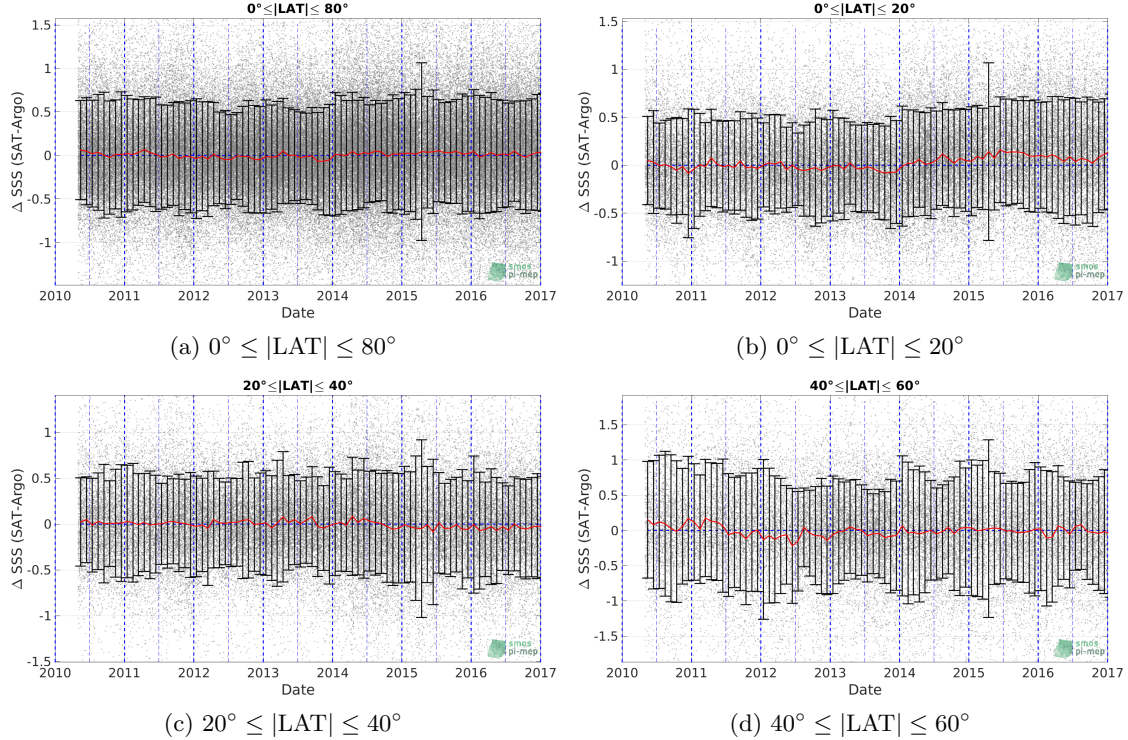 0°≤|LAT|≤ 80°
1.5
1
0.5
0
-0.5
-1
Δ SSS (SAT-Argo)
2010 2011 2012 2013 2014 2015 2016 2017
Date
smos
pi-mep
(a) 0° ≤ |LAT| ≤ 80°
0°≤|LAT|≤ 20°
1.5
1
0.5
0
-0.5
-1
Δ SSS (SAT-Argo)
2010 2011 2012 2013 2014 2015 2016 2017
Date
smos
pi-mep
(b) 0° ≤ |LAT| ≤ 20°
20°≤|LAT|≤ 40°
1
0.5
0
-0.5
-1
-1.5
Δ SSS (SAT-Argo)
2010 2011 2012 2013 2014 2015 2016 2017
Date
smos
pi-mep
(c) 20° ≤ |LAT| ≤ 40°
40°≤|LAT|≤ 60°
1.5
1
0.5
0
-0.5
-1
-1.5
Δ SSS (SAT-Argo)
2010 2011 2012 2013 2014 2015 2016 2017
Date
smos
pi-mep
(d) 40° ≤ |LAT| ≤ 60°